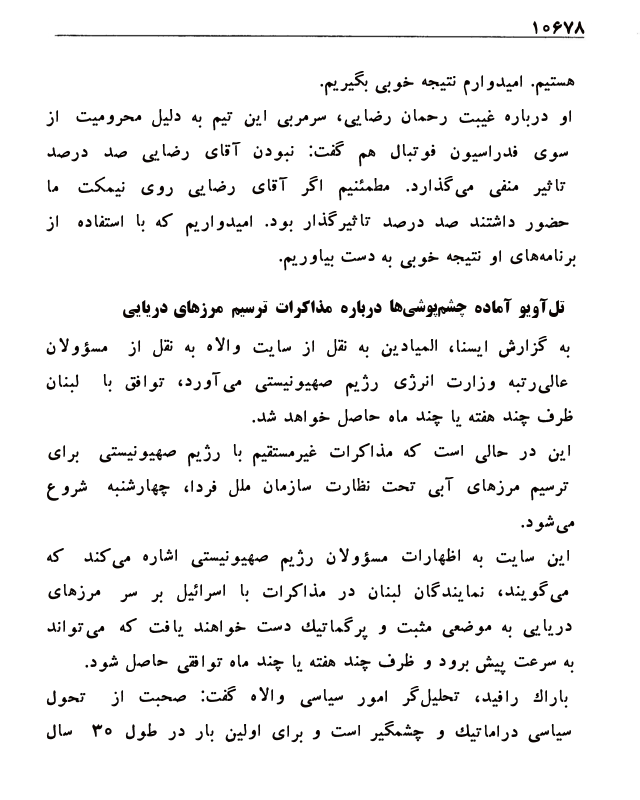 ۱۰۶۷۸
هستیم. امیدوارم نتیجه خوبی بگیریم.
او درباره غیبت رحمان رضایی، سرمربی این تیم به دلیل محرومیت از
سوی فدراسیون فوتبال هم گفت: نبودن آقای رضایی صد درصد
تاثیر منفی می‌گذارد. مطمئنیم اگر آقای رضایی روی نیمکت ما
حضور داشتند صد درصد تاثیرگذار بود. امیدواریم که با استفاده از
برنامه‌های او نتیجه خوبی به دست بیاوریم.
تل‌آویو آماده چشم‌پوشی‌ها درباره مذاکرات ترسیم مرزهای دریایی
به گزارش ایسنا، المیادین به نقل از سایت والاه به نقل از مسؤولان
عالی‌رتبه وزارت انرژی رژیم صهیونیستی می‌آورد، توافق با لبنان
ظرف چند هفته یا چند ماه حاصل خواهد شد.
این در حالی است که مذاکرات غیرمستقیم با رژیم صهیونیستی برای
ترسیم مرزهای آبی تحت نظارت سازمان ملل فردا، چهارشنبه شروع
می‌شود.
این سایت به اظهارات مسؤولان رژیم صهیونیستی اشاره می‌کند که
می‌گویند، نمایندگان لبنان در مذاکرات با اسرائیل بر سر مرزهای
دریایی به موضعی مثبت و پرگماتیك دست خواهند یافت که می‌تواند
به سرعت پیش برود و ظرف چند هفته یا چند ماه توافقی حاصل شود.
باراك رافید، تحلیل‌گر امور سیاسی والاه گفت: صحبت از تحول
سیاسی دراماتیك و چشمگیر است و برای اولین بار در طول ۳۰ سال